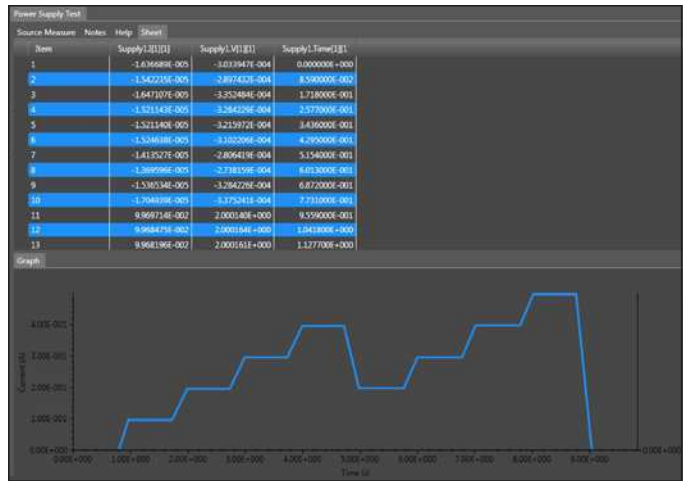 Power Supply Test
Source Measure Notes Help Sheet
Item Supply1.I[1][1] Supply1.V[1][1] Supply1.Time[1][1
1 -1.636689E-005 -3.033947E-004 0.000000E+000
2 -1.542235E-005 -2.897432E-004 8.590000E-002
3 -1.647107E-005 -3.352484E-004 1.718000E-001
4 -1.521143E-005 -3.284229E-004 2.577000E-001
5 -1.521140E-005 -3.215972E-004 3.436000E-001
6 -1.524638E-005 -3.102206E-004 4.295000E-001
7 -1.413527E-005 -2.806419E-004 5.154000E-001
8 -1.369596E-005 -2.738159E-004 6.013000E-001
9 -1.536534E-005 -3.284226E-004 6.872000E-001
10 -1.704939E-005 -3.375241E-004 7.731000E-001
11 9.969714E-002 2.000140E+000 9.559000E-001
12 9.968475E-002 2.000164E+000 1.041800E+000
13 9.968196E-002 2.000161E+000 1.127700E+000
Graph
4.00E-001
3.00E-001
2.00E-001
1.00E-001
0.00E+000
Current (A)
0.00E+000 1.00E+000 2.00E+000 3.00E+000 4.00E+000 5.00E+000 6.00E+000 7.00E+000 8.00E+000 9.00E+000
0.00E+000